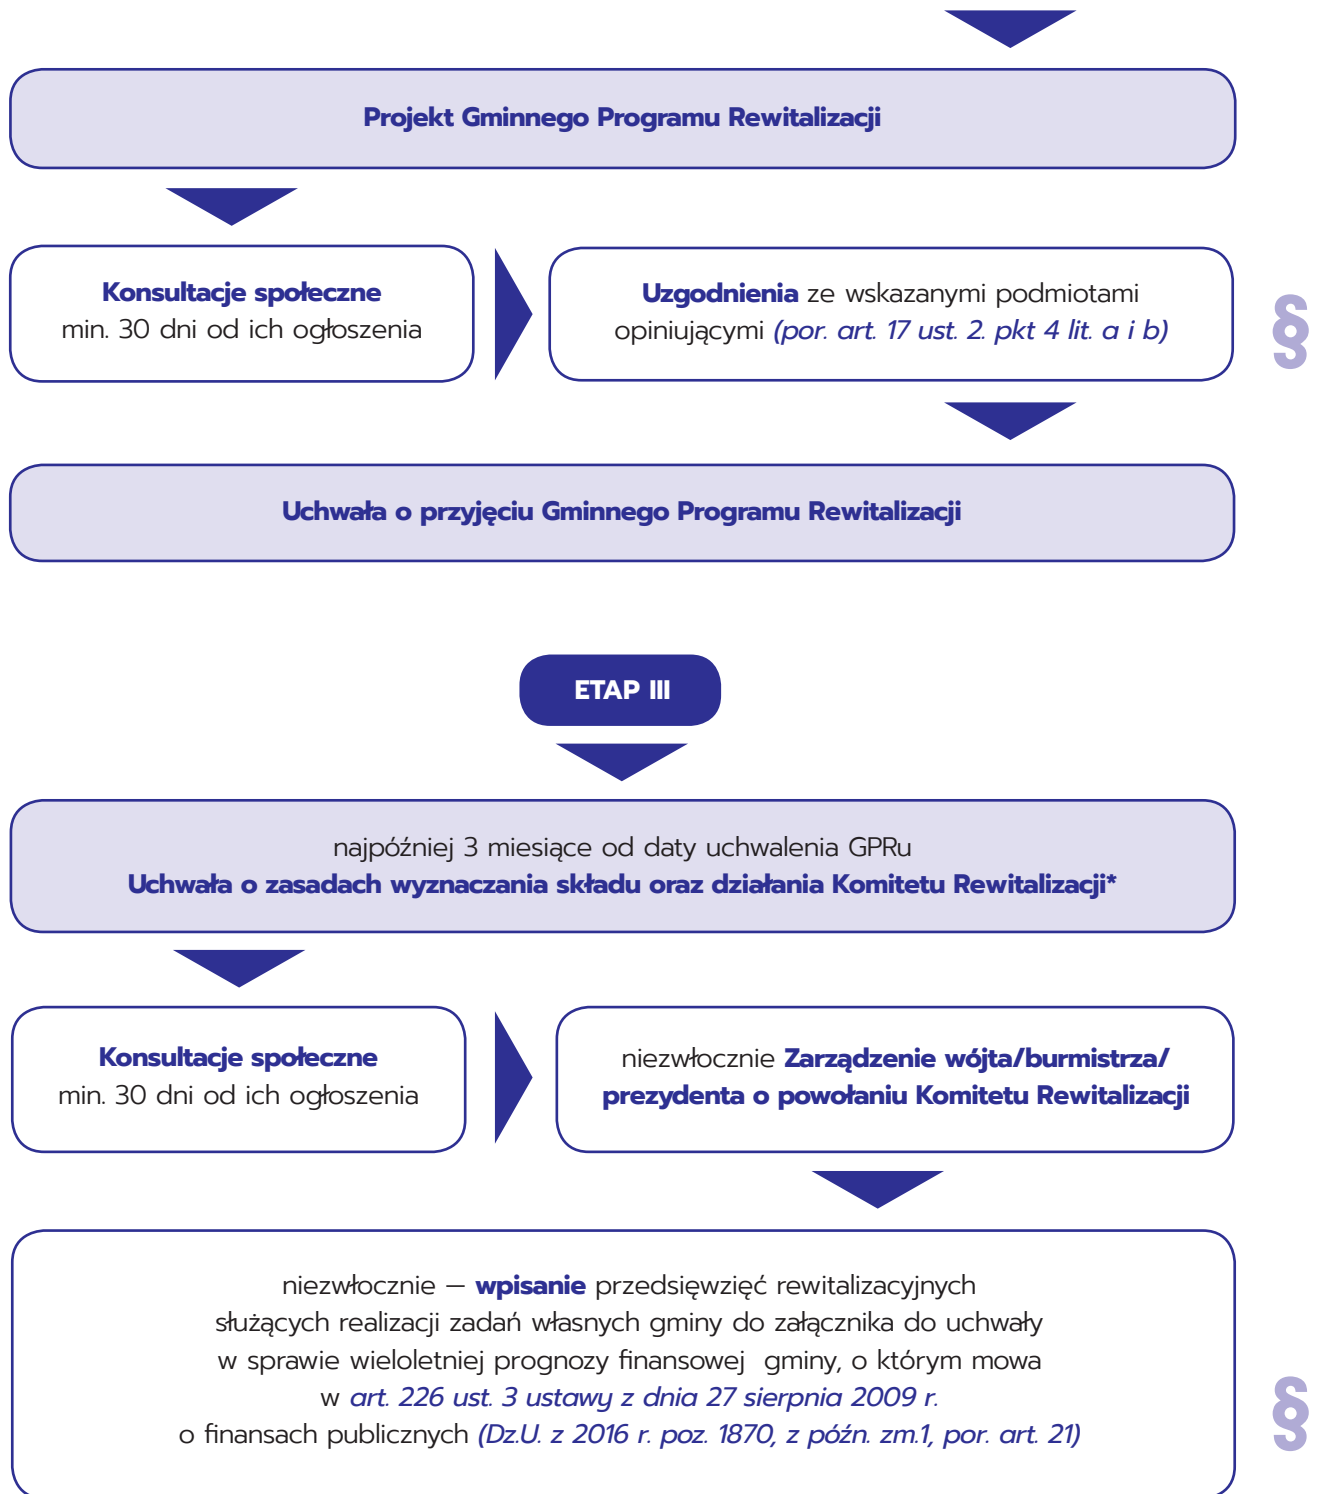 Projekt Gminnego Programu Rewitalizacji
Konsultacje społeczne
min. 30 dni od ich ogłoszenia
Uzgodnienia ze wskazanymi podmiotami
opiniującymi (por. art. 17 ust. 2. pkt 4 lit. a i b)
§
Uchwała o przyjęciu Gminnego Programu Rewitalizacji
ETAP III
najpóźniej 3 miesiące od daty uchwalenia GPRu
Uchwała o zasadach wyznaczania składu oraz działania Komitetu Rewitalizacji*
Konsultacje społeczne
min. 30 dni od ich ogłoszenia
niezwłocznie Zarządzenie wójta/burmistrza/
prezydenta o powołaniu Komitetu Rewitalizacji
niezwłocznie – wpisanie przedsięwzięć rewitalizacyjnych
służących realizacji zadań własnych gminy do załącznika do uchwały
w sprawie wieloletniej prognozy finansowej gminy, o którym mowa
w art. 226 ust. 3 ustawy z dnia 27 sierpnia 2009 r.
o finansach publicznych (Dz.U. z 2016 r. poz. 1870, z późn. zm.1, por. art. 21)
§